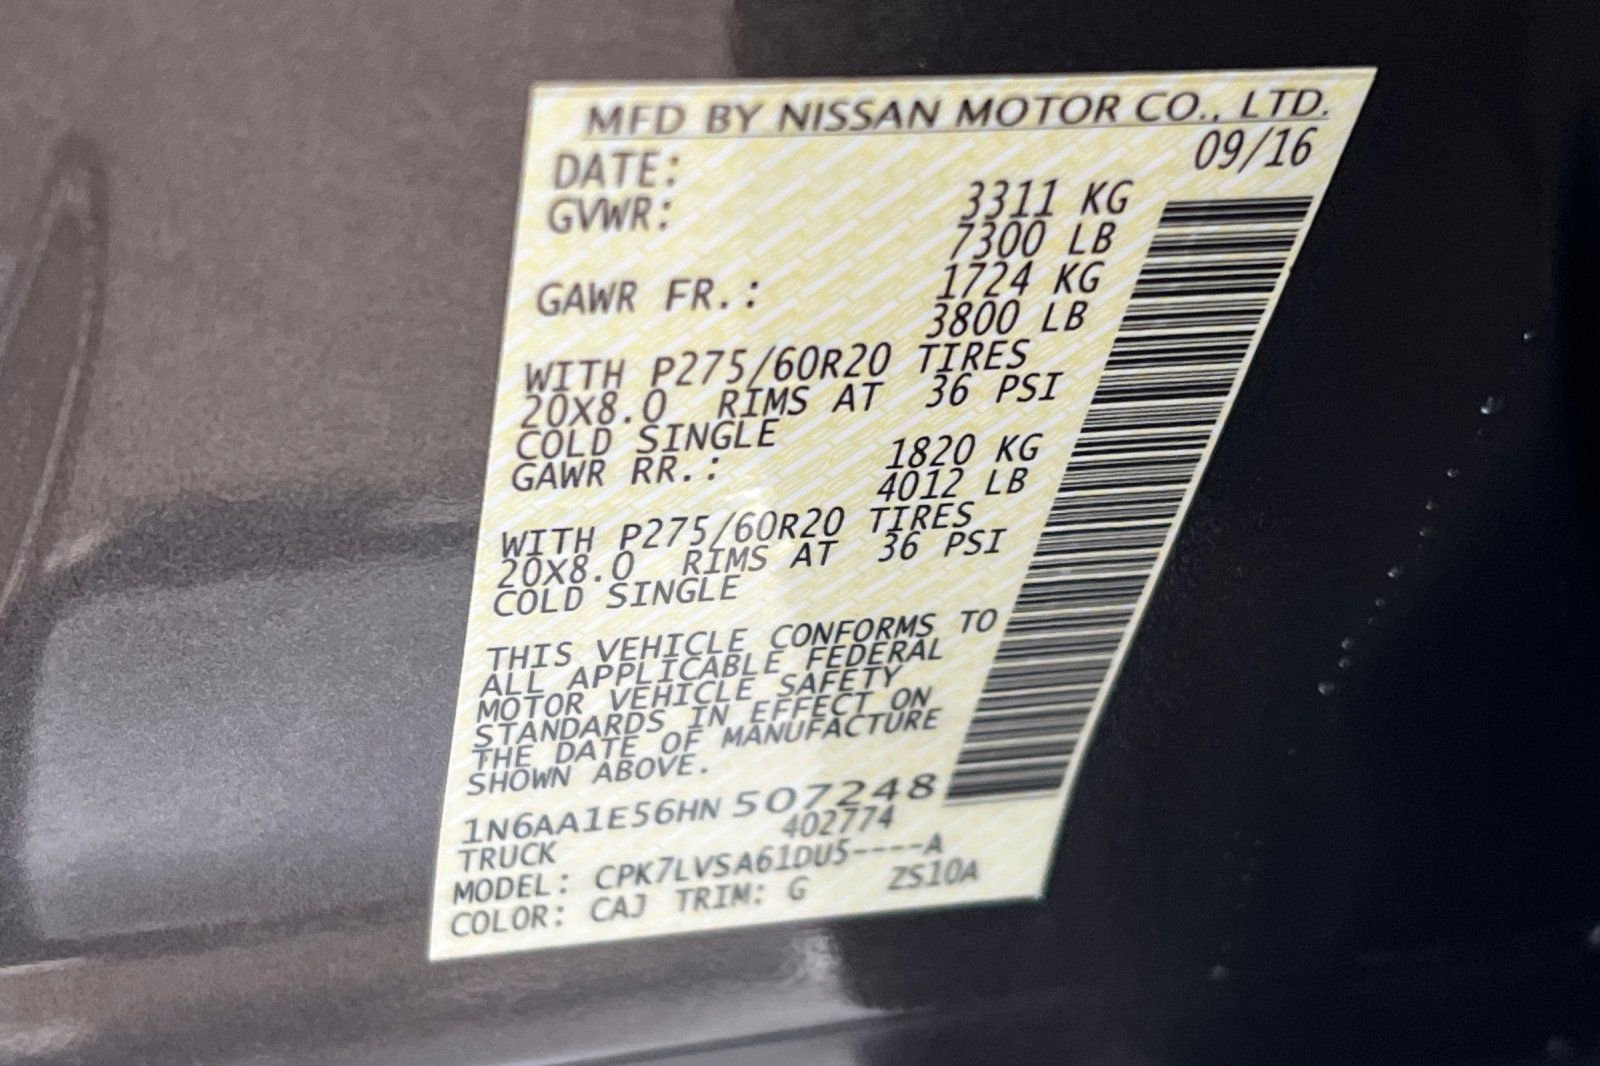 MFD BY NISSAN MOTOR CO., LTD.
DATE: 09/16
GVWR: 3311 KG
7300 LB
GAWR FR.: 1724 KG
3800 LB
WITH P275/60R20 TIRES
20X8.0 RIMS AT 36 PSI
COLD SINGLE
GAWR RR.: 1820 KG
4012 LB
WITH P275/60R20 TIRES
20X8.0 RIMS AT 36 PSI
COLD SINGLE
THIS VEHICLE CONFORMS TO
ALL APPLICABLE FEDERAL
MOTOR VEHICLE SAFETY
STANDARDS IN EFFECT ON
THE DATE OF MANUFACTURE
SHOWN ABOVE.
1N6AA1E56HN 507248
TRUCK 402774
MODEL: CPK7LVSA61DU5----A
COLOR: CAJ TRIM: G ZS10A